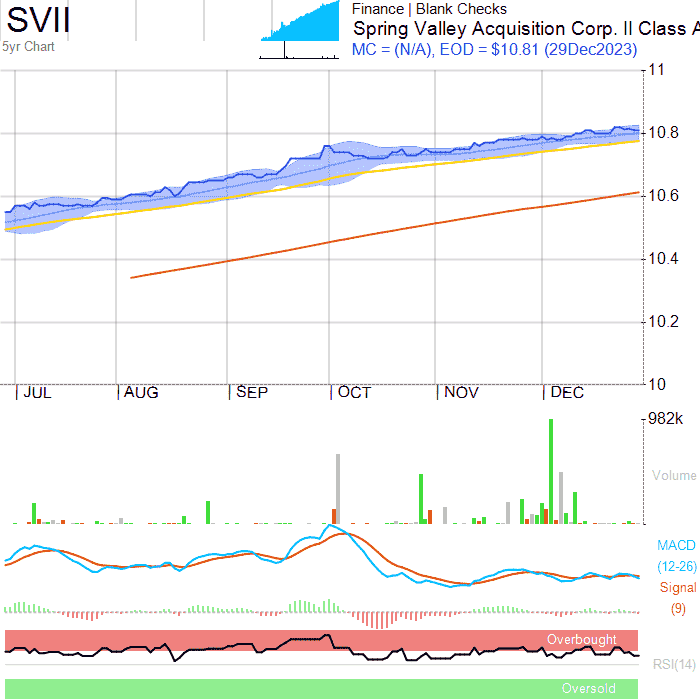 SVII
5yr Chart
Finance | Blank Checks
Spring Valley Acquisition Corp. II Class A
MC = (N/A), EOD = $10.81 (29Dec2023)
11
10.8
10.6
10.4
10.2
10
JUL AUG SEP OCT NOV DEC
982k
Volume
MACD
(12-26)
Signal
(9)
Overbought
RSI(14)
Oversold